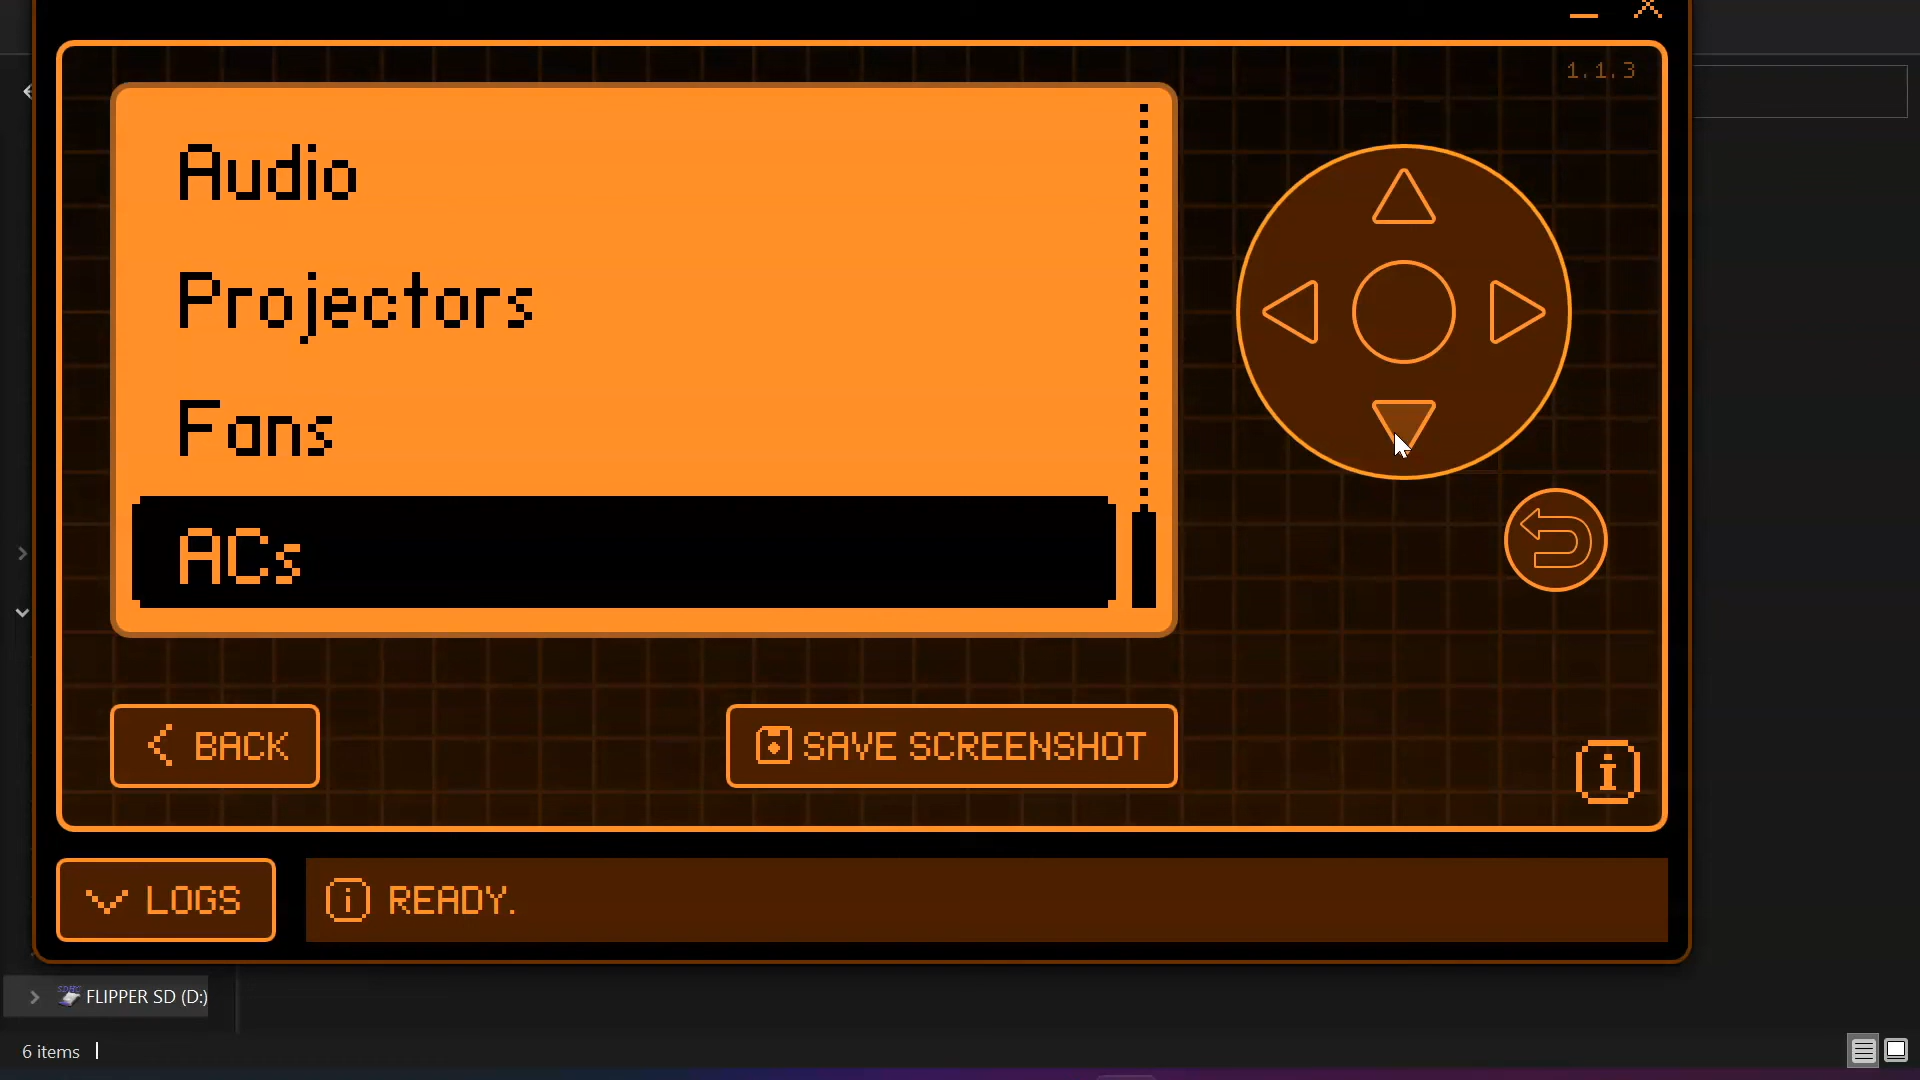 1.1.3
Audio
Projectors
Fans
ACs
BACK
SAVE SCREENSHOT
LOGS
READY.
FLIPPER SD (D:)
6 items